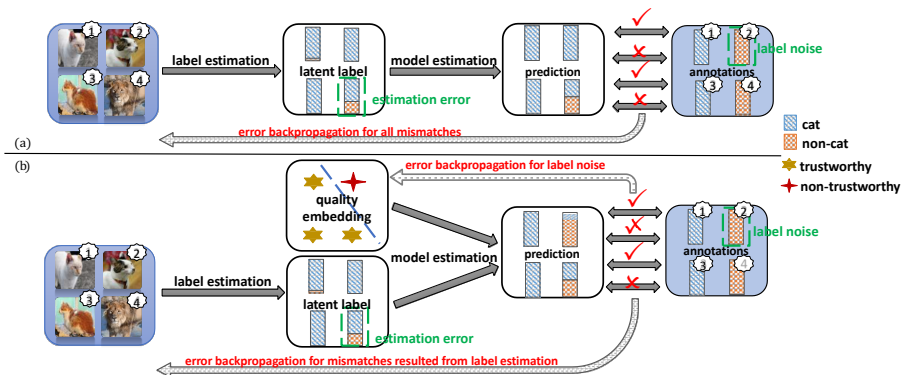 1 2
3 4
label estimation
latent label
estimation error
model estimation
prediction
1 2
label noise
annotations
3 4
error backpropagation for all mismatches
(a)
cat
non-cat
trustworthy
non-trustworthy
(b)
error backpropagation for label noise
quality
embedding
1 2
3 4
label estimation
latent label
estimation error
model estimation
prediction
1 2
label noise
annotations
3 4
error backpropagation for mismatches resulted from label estimation